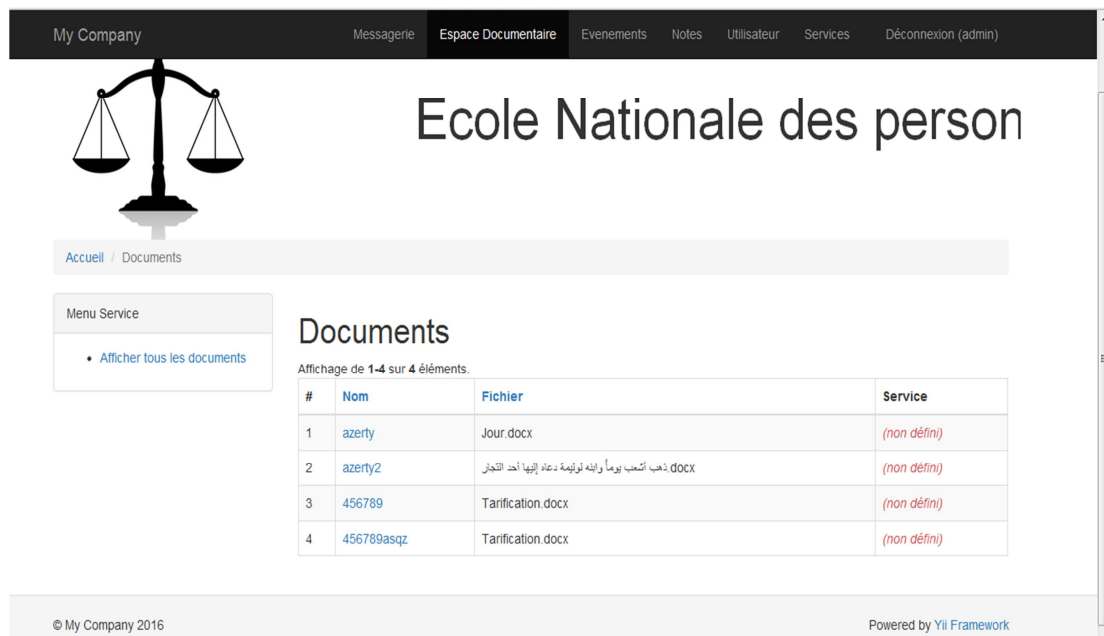 My Company Messagerie Espace Documentaire Evenements Notes Utilisateur Services Déconnexion (admin)
Ecole Nationale des person
Accueil / Documents
Menu Service
• Afficher tous les documents
Documents
Affichage de 1-4 sur 4 éléments.
# Nom Fichier Service
1 azerty Jour.docx (non défini)
2 azerty2 ذهب أشعب يوماً وابنه لوليمة دعاه إليها أحد التجار.docx (non défini)
3 456789 Tarification.docx (non défini)
4 456789asqz Tarification.docx (non défini)
© My Company 2016 Powered by Yii Framework